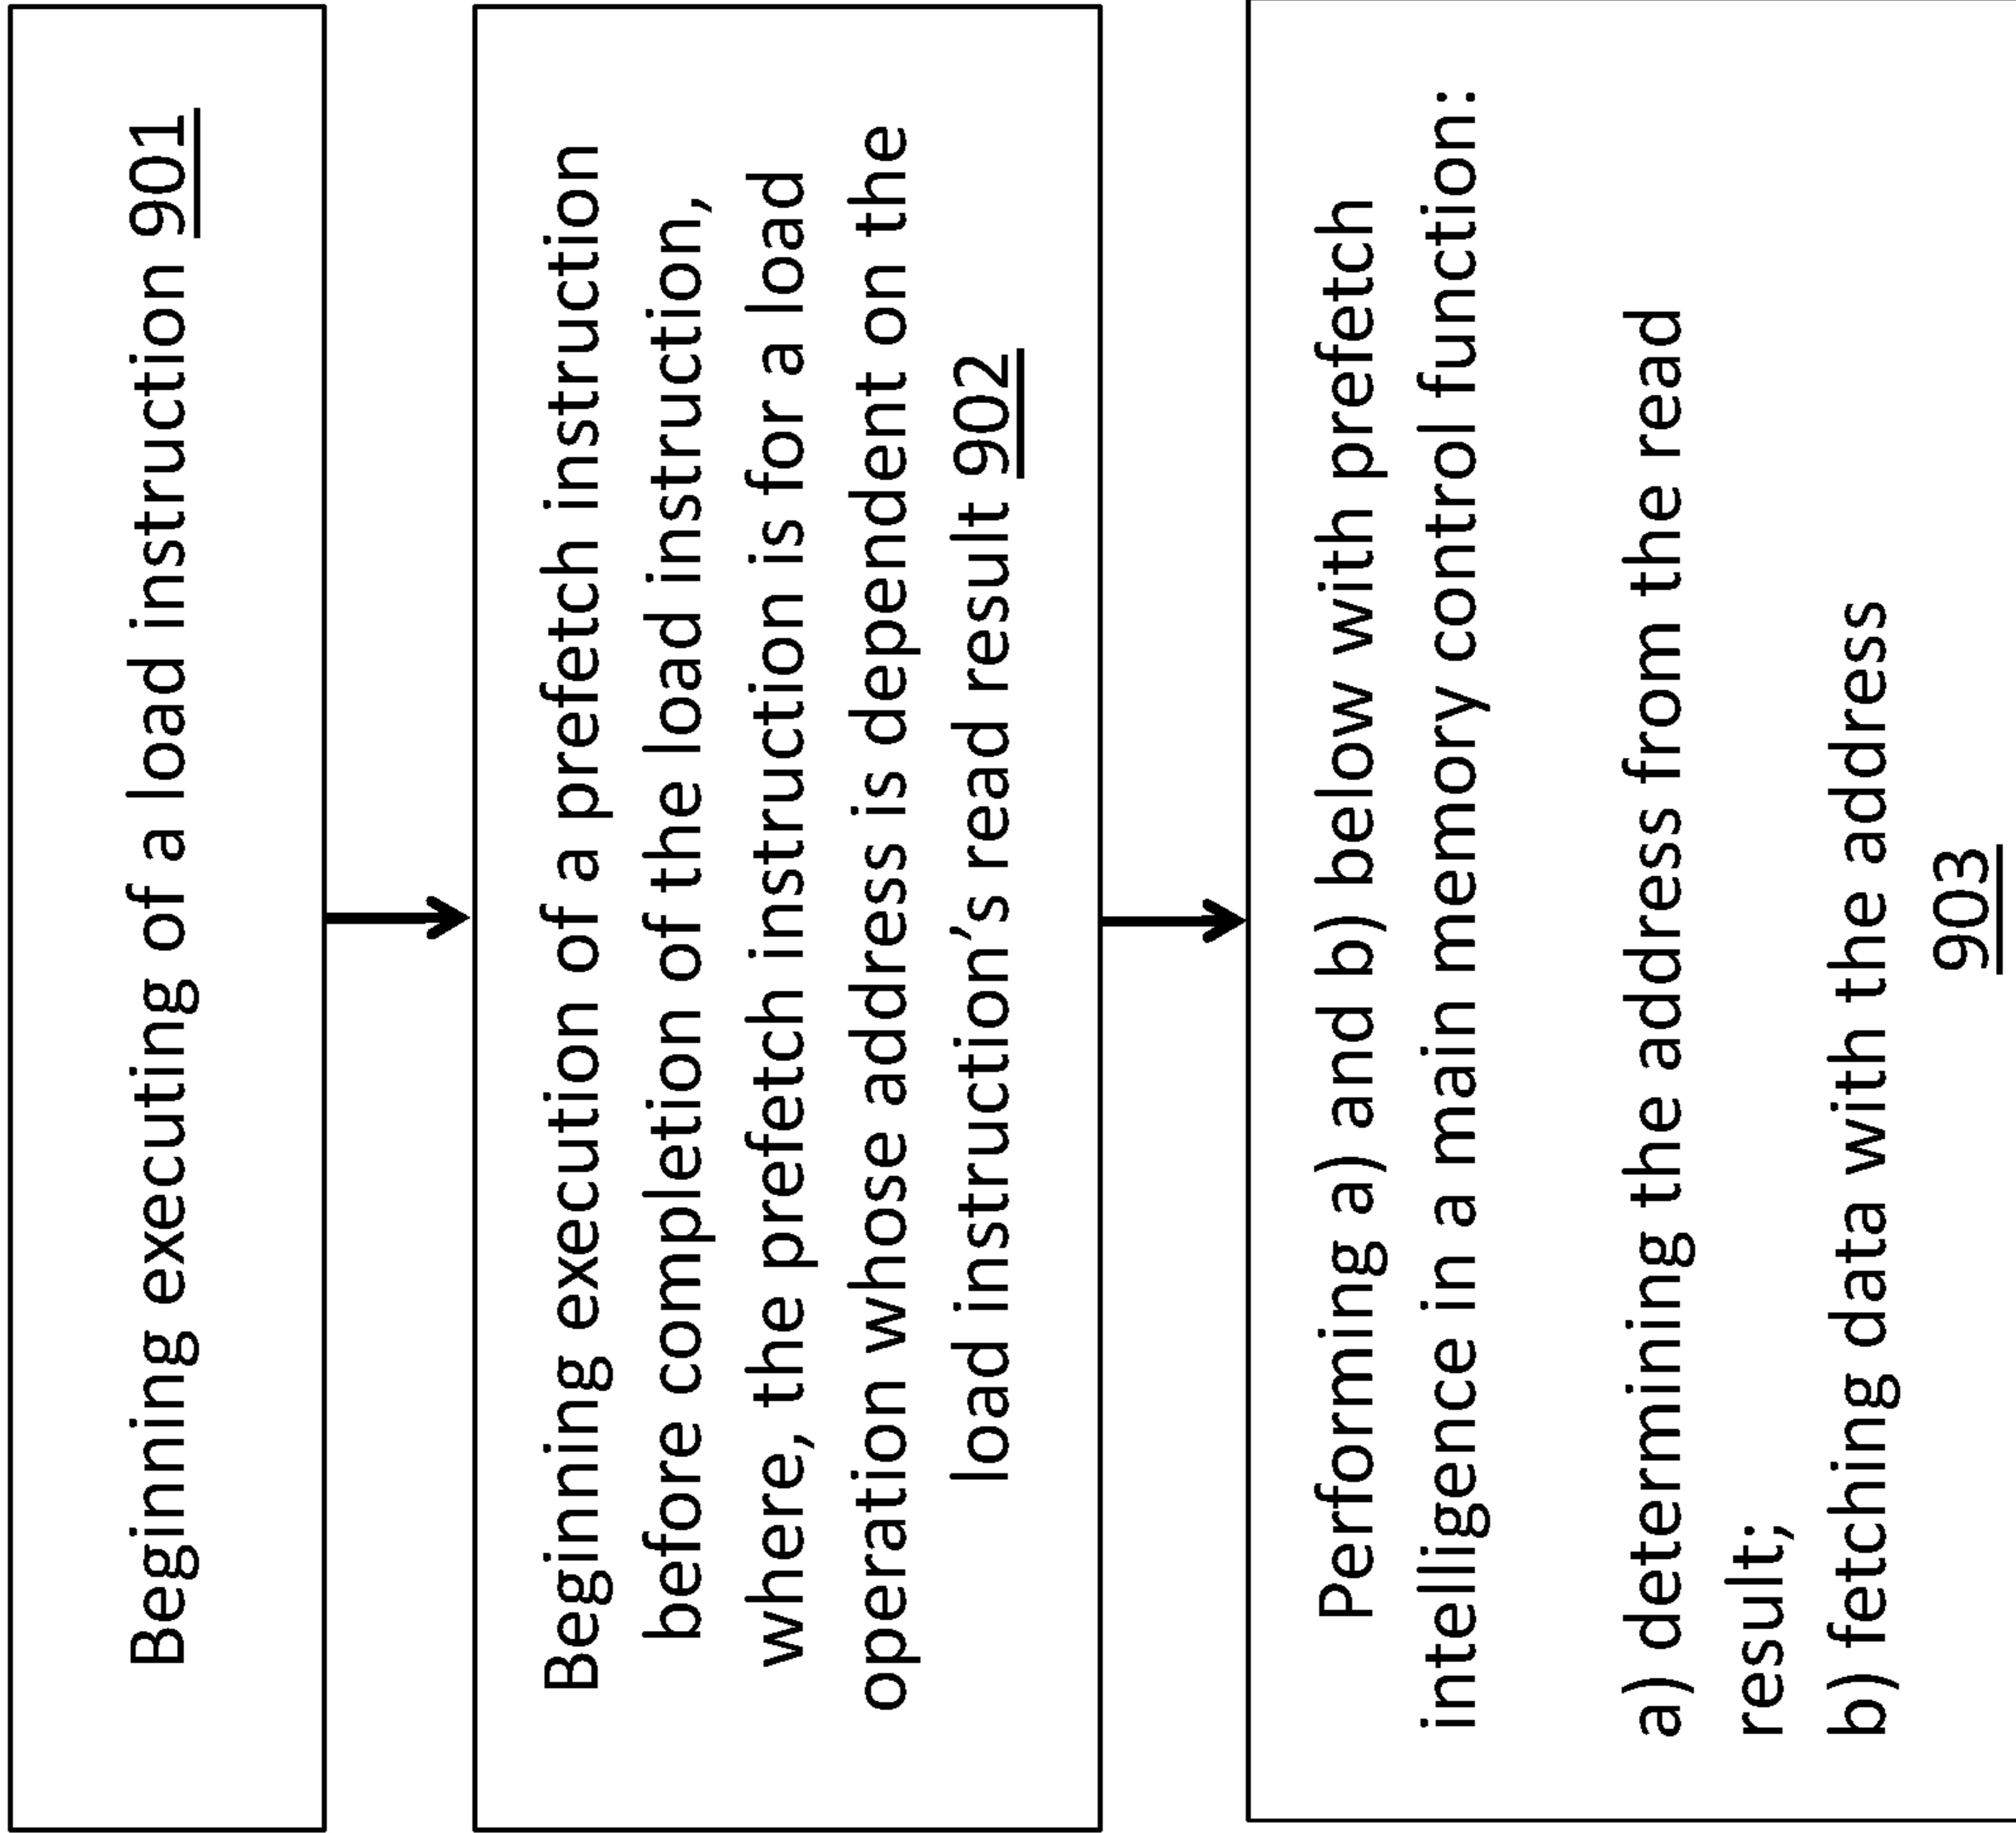 Beginning executing of a load instruction 901
Beginning execution of a prefetch instruction
before completion of the load instruction,
where, the prefetch instruction is for a load
operation whose address is dependent on the
load instruction’s read result 902
Performing a) and b) below with prefetch
intelligence in a main memory control function:
a) determining the address from the read
result;
b) fetching data with the address
903